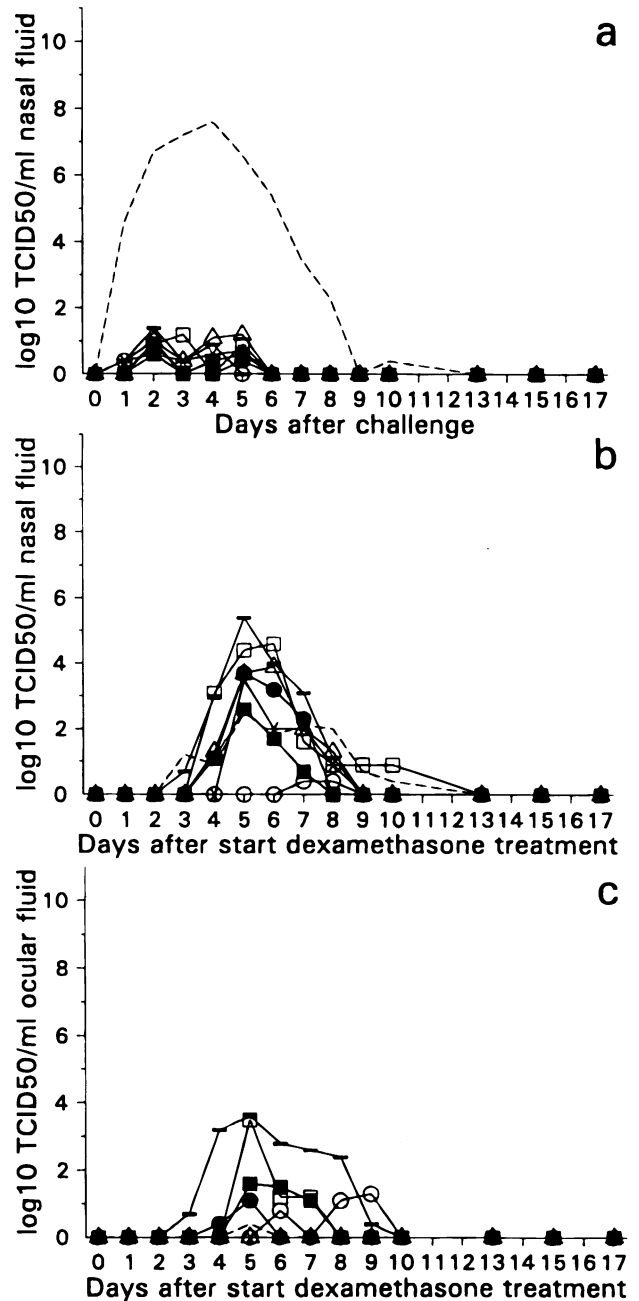 a
log10 TCID50/ml nasal fluid
10
8
6
4
2
0
0 1 2 3 4 5 6 7 8 9 10 11 12 13 14 15 16 17
Days after challenge
b
log10 TCID50/ml nasal fluid
10
8
6
4
2
0
0 1 2 3 4 5 6 7 8 9 10 11 12 13 14 15 16 17
Days after start dexamethasone treatment
c
log10 TCID50/ml ocular fluid
10
8
6
4
2
0
0 1 2 3 4 5 6 7 8 9 10 11 12 13 14 15 16 17
Days after start dexamethasone treatment